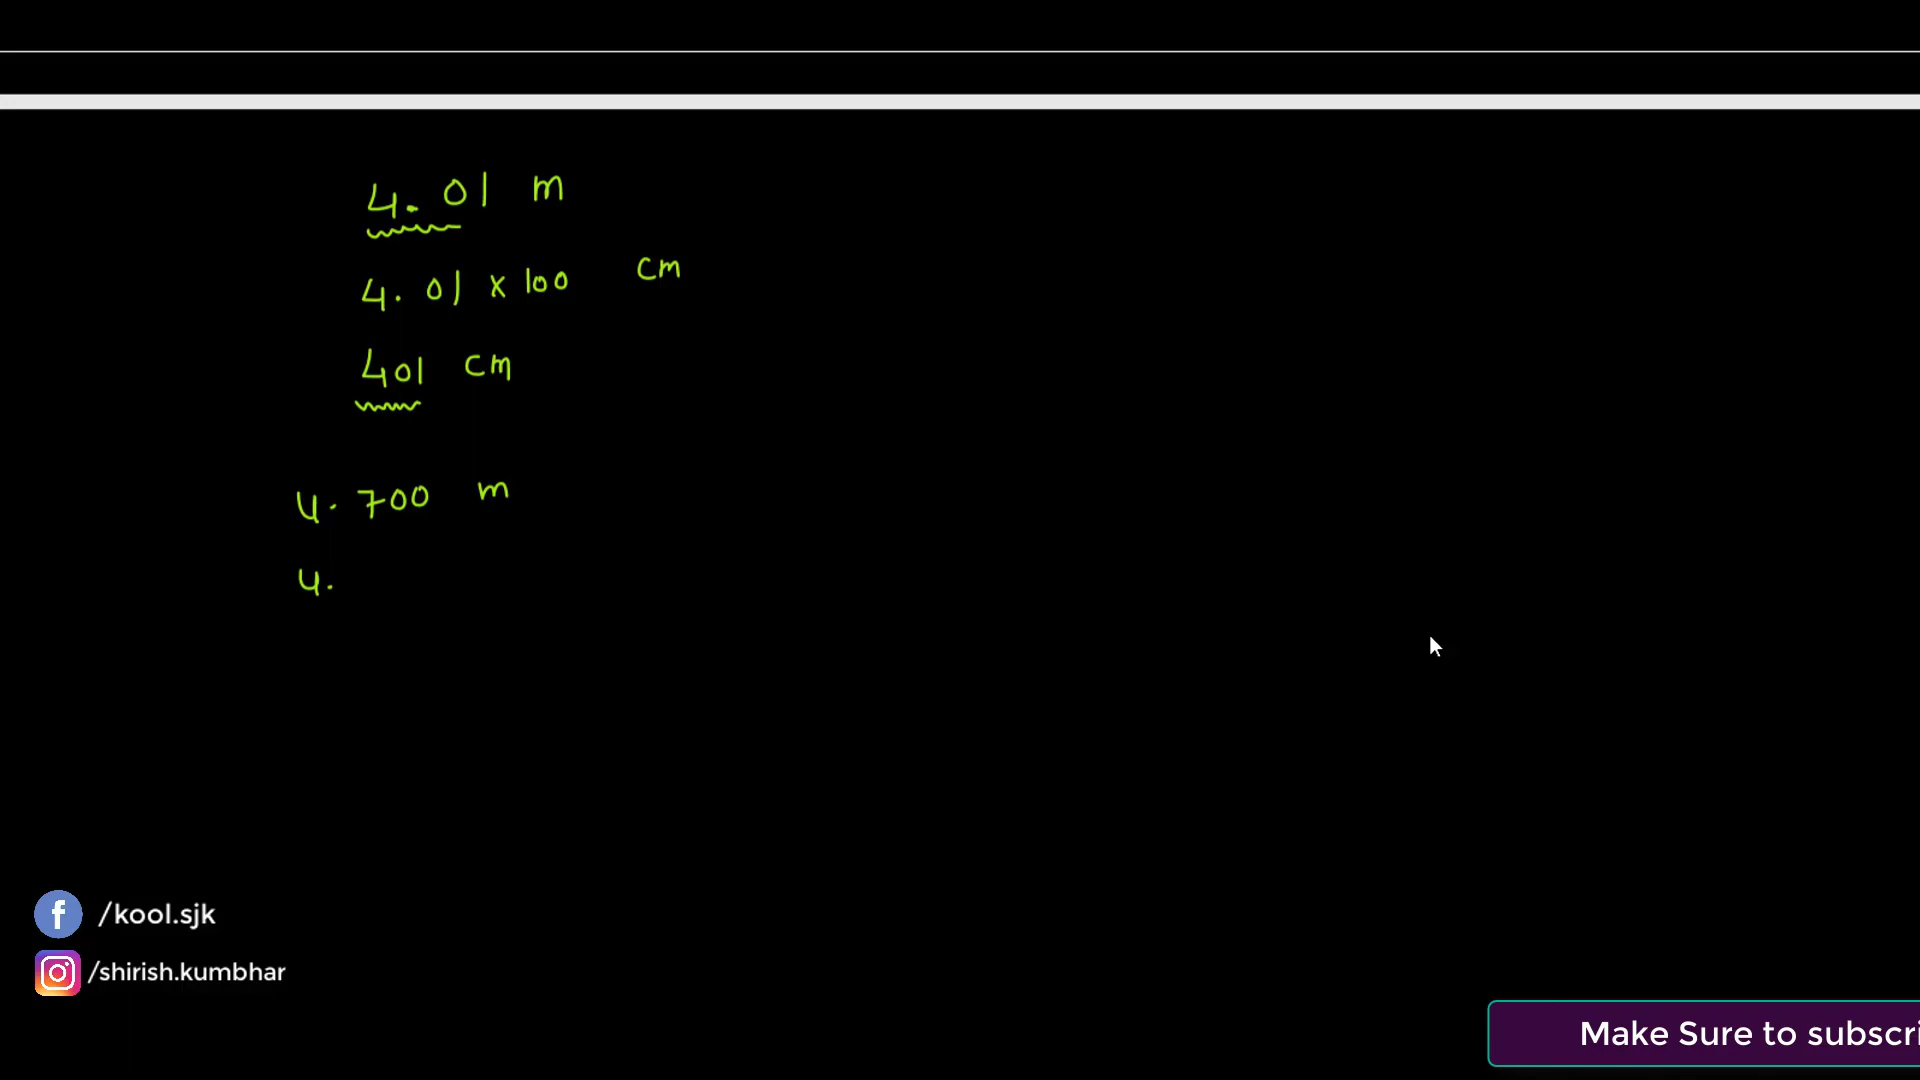 4.01 m
4.01 x 100 cm
401 cm
4.700 m
4.
/kool.sjk
/shirish.kumbhar
Make Sure to subscri